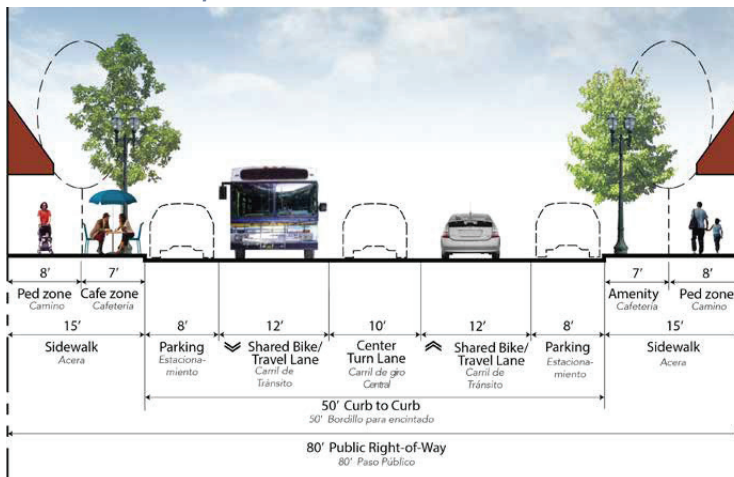 8'
7'
7'
8'
Ped zone
Camino
Cafe zone
Cafetería
Amenity
Cafetería
Ped zone
Camino
15'
8'
12'
10'
12'
8'
15'
Sidewalk
Acera
Parking
Estaciona-
miento
Shared Bike/
Travel Lane
Carril de
Tránsito
Center
Turn Lane
Carril de giro
Central
Shared Bike/
Travel Lane
Carril de
Tránsito
Parking
Estaciona-
miento
Sidewalk
Acera
50' Curb to Curb
50' Bordillo para encintado
80' Public Right-of-Way
80' Paso Público